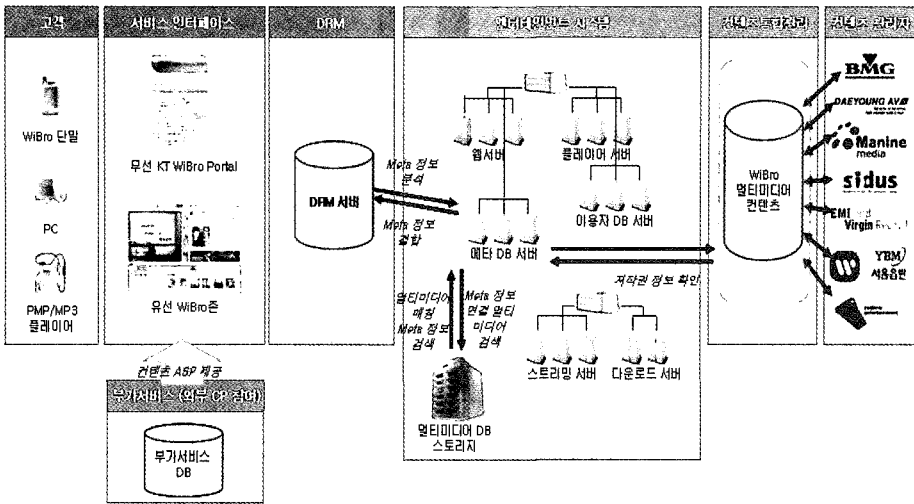 고객
WiBro 단말
PC
PMP/MP3
플레이어
서비스 인터페이스
무선 KT WiBro Portal
유선 WiBro존
컨텐츠 ASP 제공
부가서비스 (외부 CP 참여)
부가서비스
DB
DRM
DRM 서버
Meta 정보
분석
Meta 정보
결합
엔터테인먼트 시스템
웹서버
플레이어 서버
메타 DB 서버
이용자 DB 서버
멀티미디어
매칭
Meta 정보
검색
Meta 정보
연결 멀티
미디어
검색
멀티미디어 DB
스토리지
스트리밍 서버
다운로드 서버
저작권 정보 확인
컨텐츠통합관리
WiBro
멀티미디어
컨텐츠
컨텐츠 관리자
BMG
DAEYOUNG AV
Manine
media
sidus
EMI
Virgin
YBM
서울음반